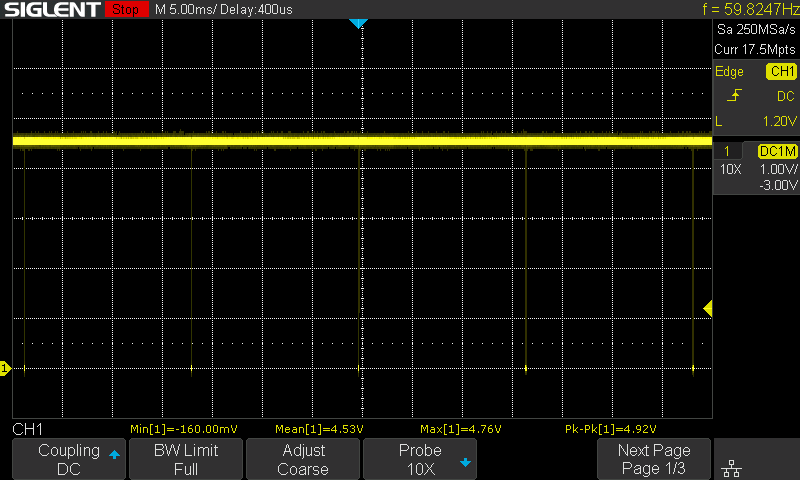 SIGLENT Stop M 5.00ms/ Delay:400us f = 59.8247Hz
Sa 250MSa/s
Curr 17.5Mpts
Edge CH1
DC
L 1.20V
1 DC1M
10X 1.00V/
-3.00V
1
CH1 Min[1]=-160.00mV Mean[1]=4.53V Max[1]=4.76V Pk-Pk[1]=4.92V
Coupling BW Limit Adjust Probe Next Page
DC Full Coarse 10X Page 1/3